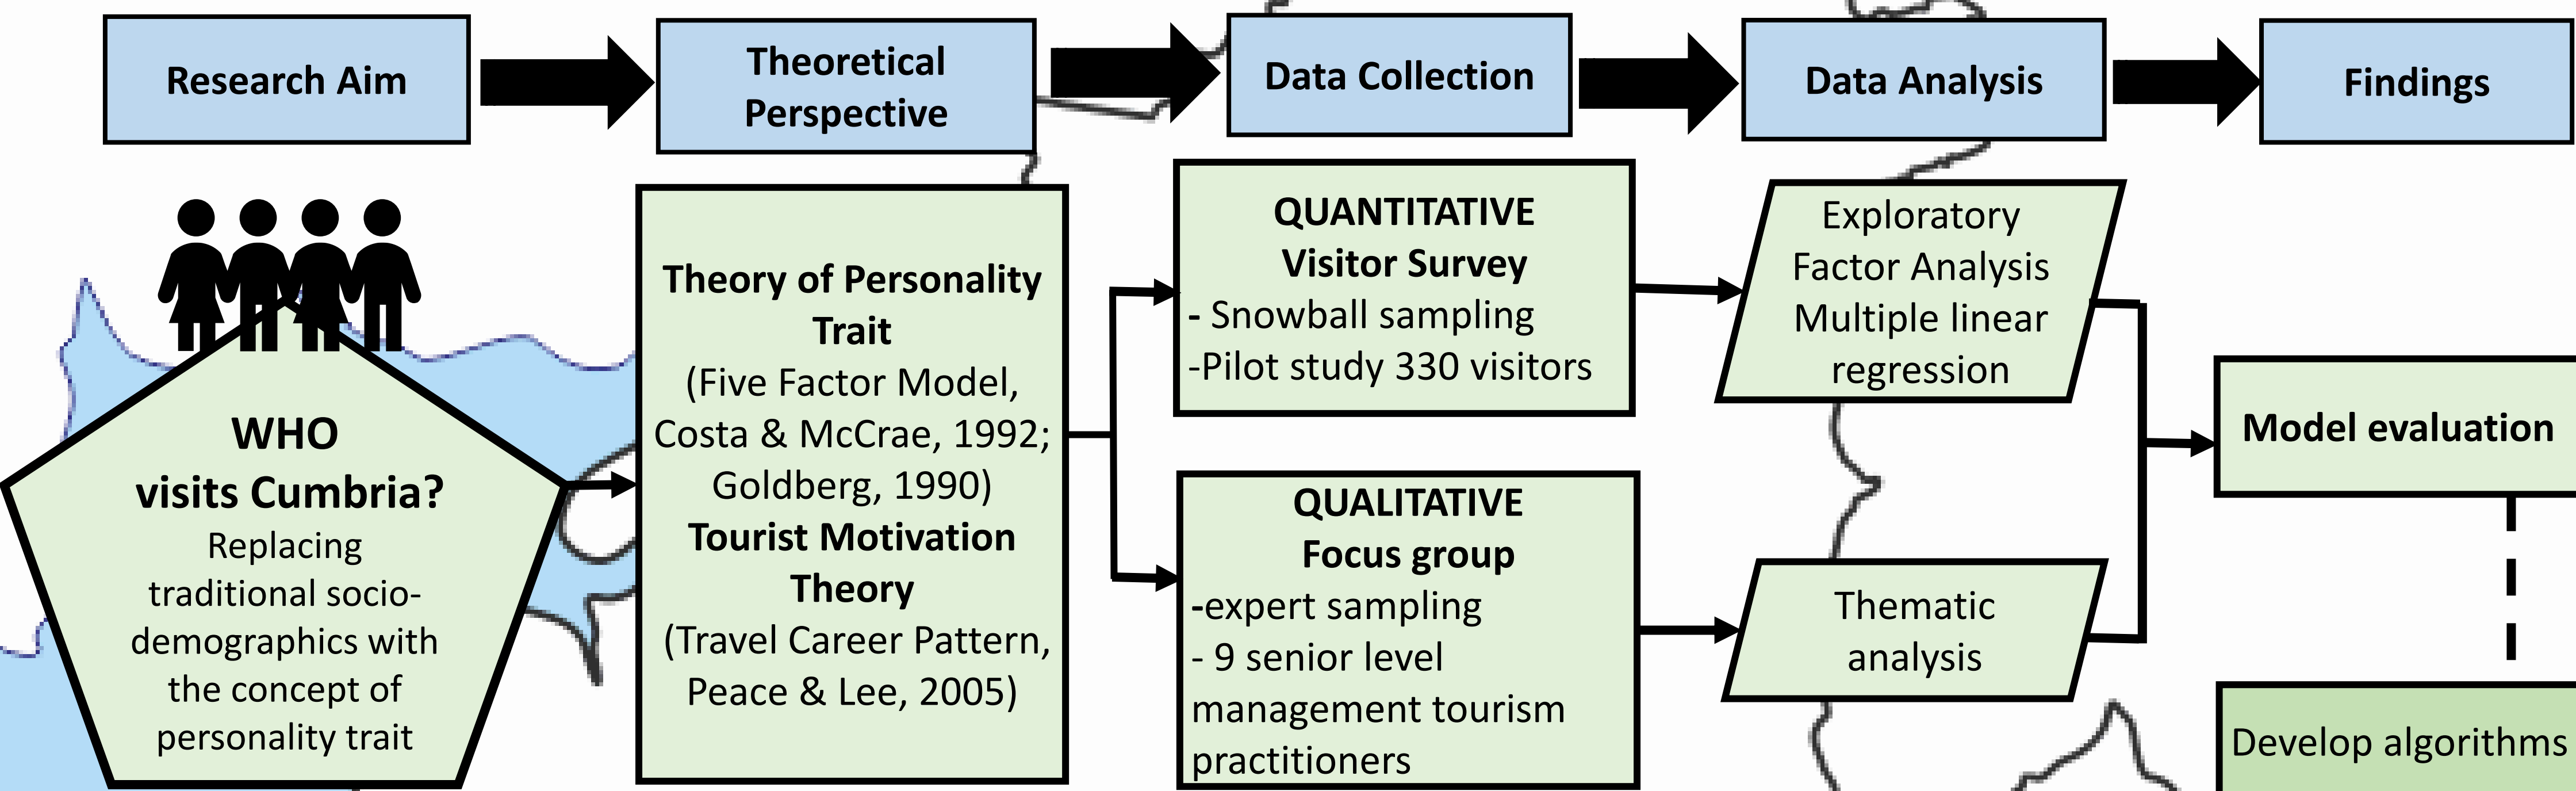 Research Aim
Theoretical
Perspective
Data Collection
Data Analysis
Findings
WHO
visits Cumbria?
Replacing
traditional socio-
demographics with
the concept of
personality trait
Theory of Personality
Trait
(Five Factor Model,
Costa & McCrae, 1992;
Goldberg, 1990)
Tourist Motivation
Theory
(Travel Career Pattern,
Peace & Lee, 2005)
QUANTITATIVE
Visitor Survey
- Snowball sampling
-Pilot study 330 visitors
QUALITATIVE
Focus group
-expert sampling
- 9 senior level
management tourism
practitioners
Exploratory
Factor Analysis
Multiple linear
regression
Thematic
analysis
Model evaluation
Develop algorithms